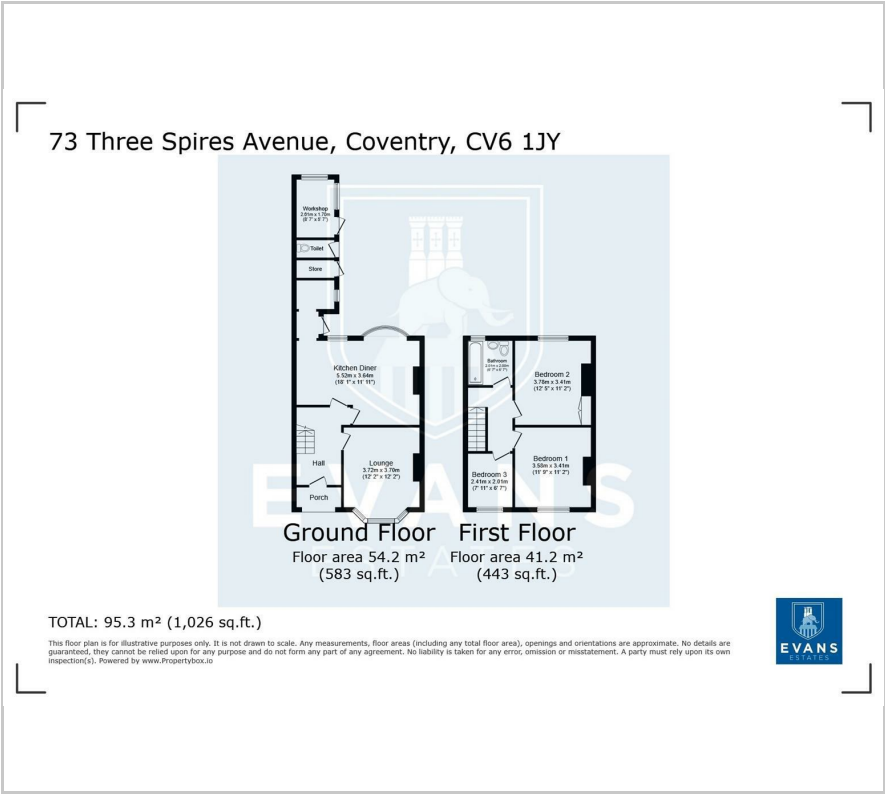 73 Three Spires Avenue, Coventry, CV6 1JY
Workshop
2.01m x 1.70m
(6' 7" x 5' 7")
Toilet
Store
Kitchen Diner
5.52m x 3.64m
(18' 1" x 11' 11")
Hall
Lounge
3.72m x 3.70m
(12' 2" x 12' 2")
Porch
Bathroom
Bedroom 2
3.78m x 3.41m
(12' 5" x 11' 2")
Bedroom 1
3.58m x 3.41m
(11' 9" x 11' 2")
Bedroom 3
2.41m x 2.01m
(7' 11" x 6' 7")
EVANS
ESTATES
Ground Floor
Floor area 54.2 m²
(583 sq.ft.)
First Floor
Floor area 41.2 m²
(443 sq.ft.)
TOTAL: 95.3 m² (1,026 sq.ft.)
This floor plan is for illustrative purposes only. It is not drawn to scale. Any measurements, floor areas (including any total floor area), openings and orientations are approximate. No details are
guaranteed, they cannot be relied upon for any purpose and do not form any part of any agreement. No liability is taken for any error, omission or misstatement. A party must rely upon its own
inspection(s). Powered by www.Propertybox.io
EVANS
ESTATES